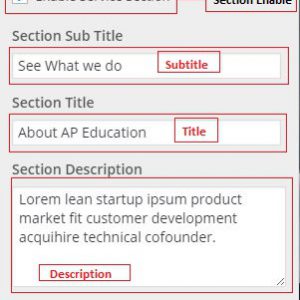 Enable Service Section Section Enable
Section Sub Title
See What we do Subtitle
Section Title
About AP Education Title
Section Description
Lorem lean startup ipsum product
market fit customer development
acquihire technical cofounder.
Description